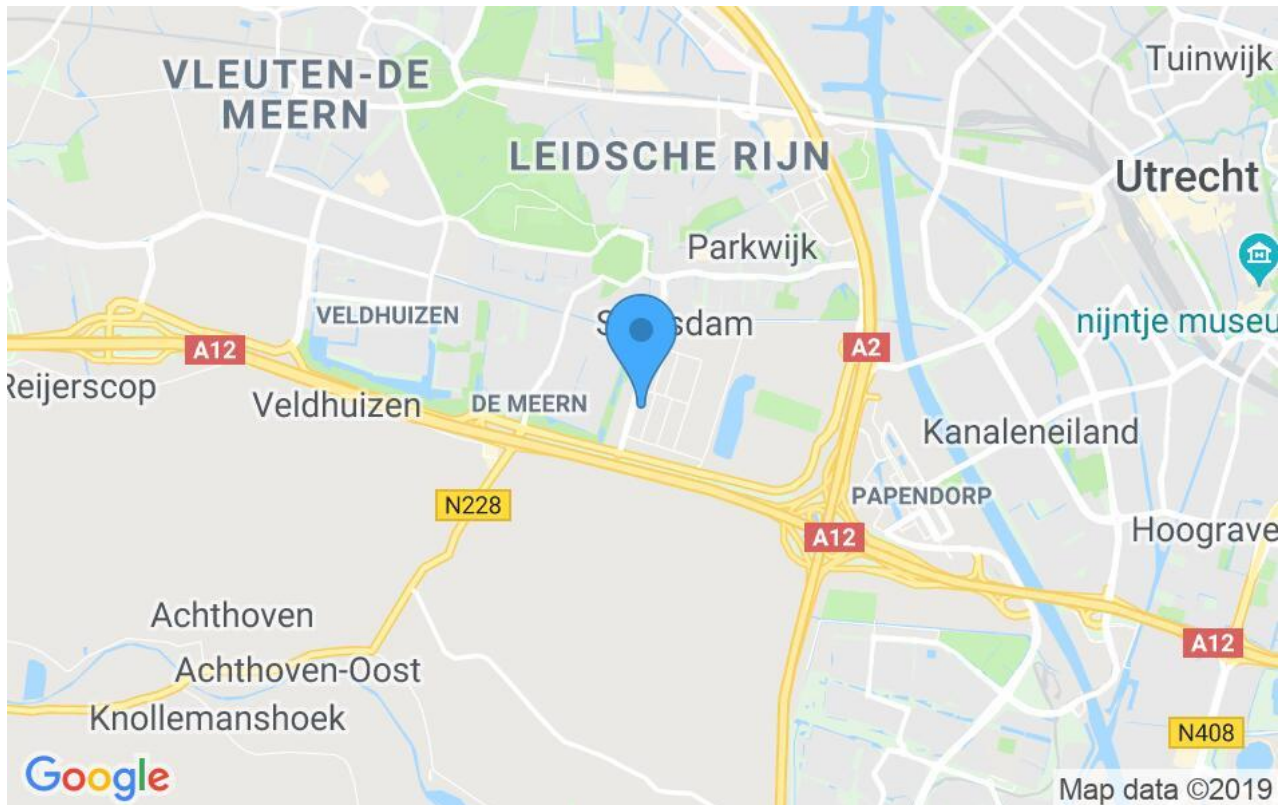 Tuinwijk
VLEUTEN-DE
MEERN
LEIDSCHE RIJN
Utrecht
Parkwijk
VELDHUIZEN
nijntje museu
A12
A2
Reijerscop
Veldhuizen
DE MEERN
Kanaleneiland
N228
PAPENDORP
A12
Hoograve
Achthoven
A12
Achthoven-Oost
Knollemanshoek
N408
Google
Map data ©2019